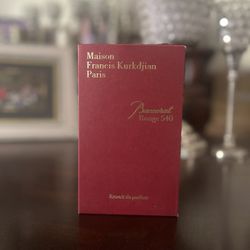 Maison
Francis Kurkdjian
Paris
Baccarat
Rouge 540
Extrait de parfum